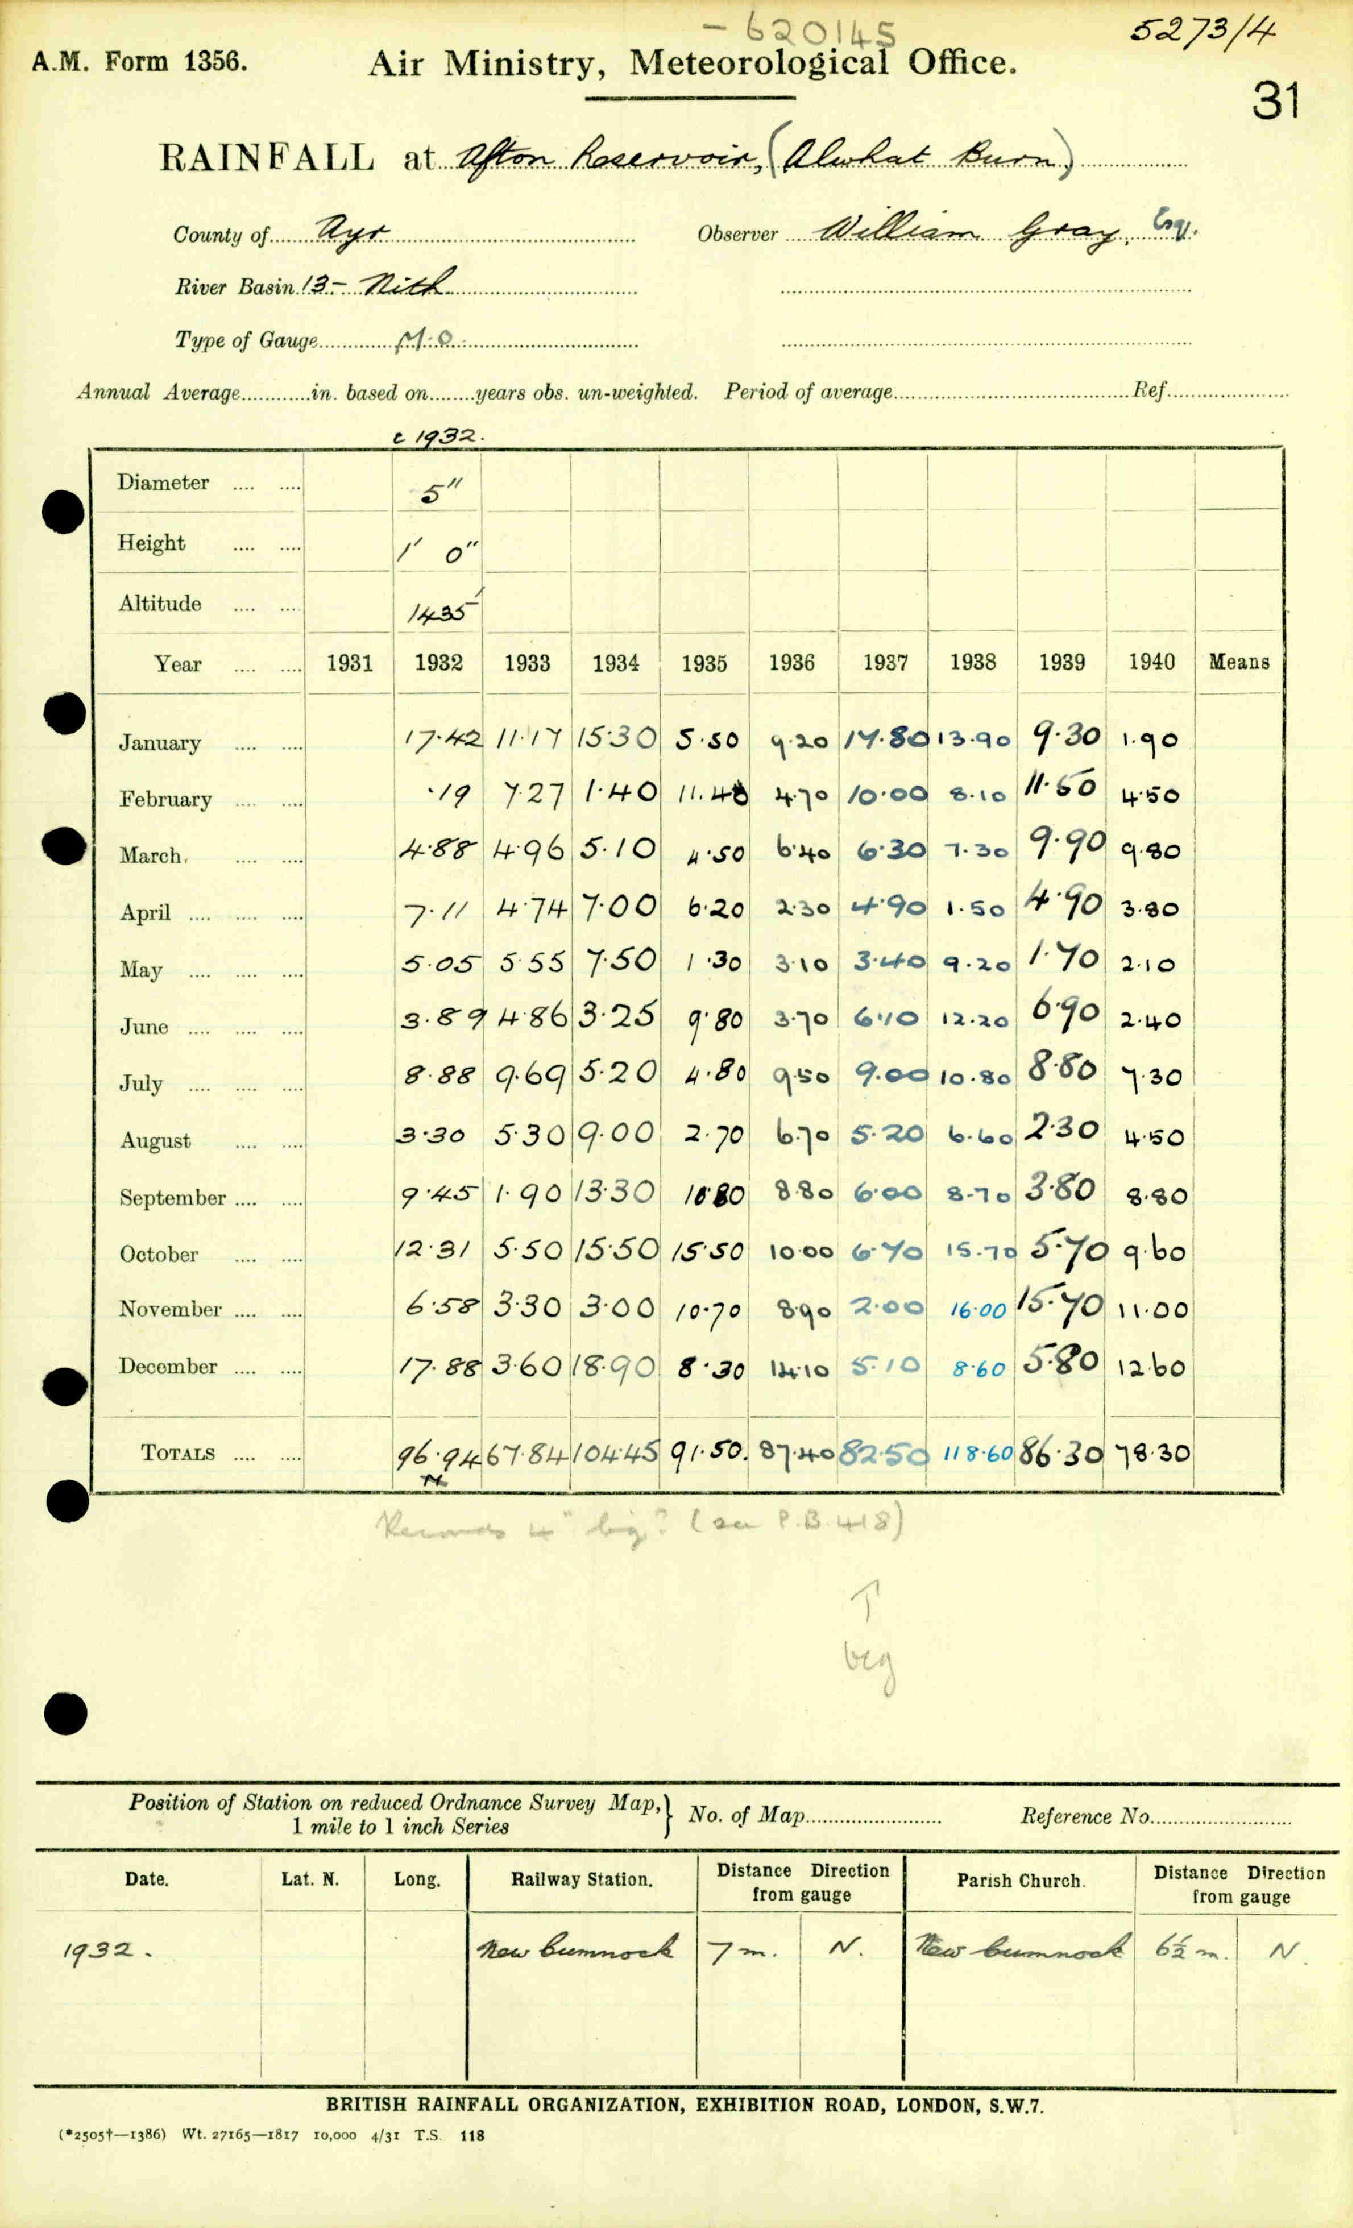 - 620145
5273/4
A.M. Form 1356. Air Ministry, Meteorological Office.
31
RAINFALL at Afton Reservoir, (Alwhat Burn)
County of Ayr Observer William Gray, Esq.
River Basin 13 - Nith
Type of Gauge M.O.
Annual Average in. based on years obs. un-weighted. Period of average Ref.
c 1932.
Diameter 5"
Height 1' 0"
Altitude 1435'
Year 1931 1932 1933 1934 1935 1936 1937 1938 1939 1940 Means
January 17.42 11.17 15.30 5.50 9.20 17.80 13.90 9.30 1.90
February .19 7.27 1.40 11.40 4.70 10.00 8.10 11.50 4.50
March 4.88 4.96 5.10 4.50 6.40 6.30 7.30 9.90 9.80
April 7.11 4.74 7.00 6.20 2.30 4.90 1.50 4.90 3.80
May 5.05 5.55 7.50 1.30 3.10 3.40 9.20 1.70 2.10
June 3.89 4.86 3.25 9.80 3.70 6.10 12.20 6.90 2.40
July 8.88 9.69 5.20 4.80 9.50 9.00 10.80 8.80 7.30
August 3.30 5.30 9.00 2.70 6.70 5.20 6.60 2.30 4.50
September 9.45 1.90 13.30 10.80 8.80 6.00 8.70 3.80 8.80
October 12.31 5.50 15.50 15.50 10.00 6.70 15.70 5.70 9.60
November 6.58 3.30 3.00 10.70 8.90 2.00 16.00 15.70 11.00
December 17.88 3.60 18.90 8.30 14.10 5.10 8.60 5.80 12.60
TOTALS 96.94 67.84 104.45 91.50. 87.40 82.50 118.60 86.30 78.30
Records 4" big? (see P.B. 418)
beg
Position of Station on reduced Ordnance Survey Map, } No. of Map Reference No.
1 mile to 1 inch Series
Date. Lat. N. Long. Railway Station. Distance Direction from gauge Parish Church. Distance Direction from gauge
1932. New Cumnock 7 m. N. New Cumnock 6½ m. N.
BRITISH RAINFALL ORGANIZATION, EXHIBITION ROAD, LONDON, S.W.7.
(*2505†—1386) Wt. 27165—1817 10,000 4/31 T.S. 118